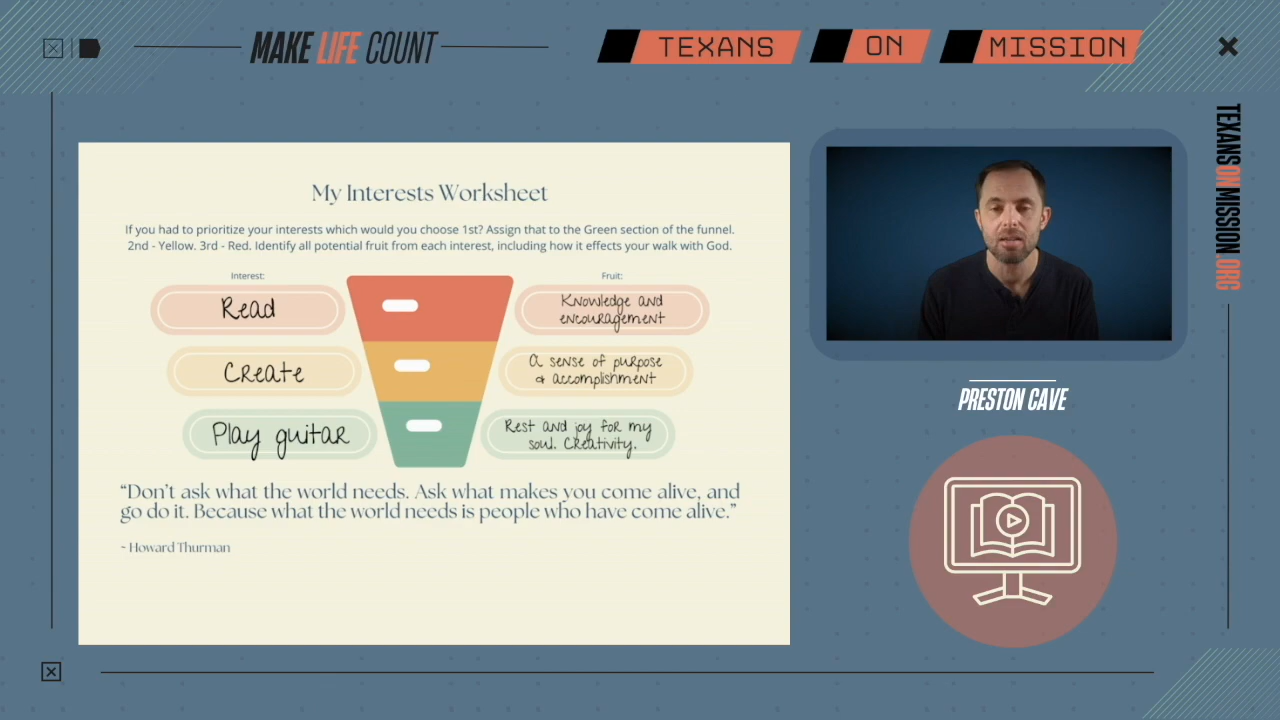 MAKE LIFE COUNT
TEXANS ON MISSION
TEXANSONMISSION.ORG
My Interests Worksheet
If you had to prioritize your interests which would you choose 1st? Assign that to the Green section of the funnel.
2nd - Yellow. 3rd - Red. Identify all potential fruit from each interest, including how it effects your walk with God.
Interest:
Fruit:
Read
Knowledge and
encouragement
Create
A sense of purpose
& accomplishment
Play guitar
Rest and joy for my
soul. Creativity.
“Don’t ask what the world needs. Ask what makes you come alive, and
go do it. Because what the world needs is people who have come alive.”
~ Howard Thurman
PRESTON CAVE